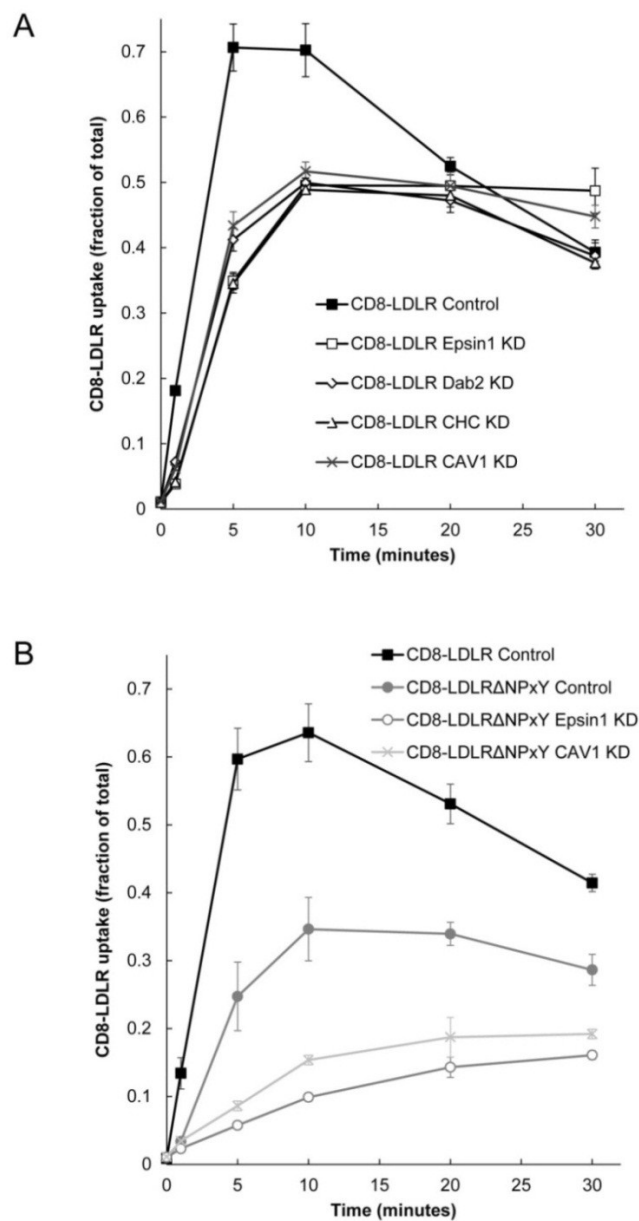 A
CD8-LDLR uptake (fraction of total)
0.7
0.6
0.5
0.4
0.3
0.2
0.1
0
CD8-LDLR Control
CD8-LDLR Epsin1 KD
CD8-LDLR Dab2 KD
CD8-LDLR CHC KD
CD8-LDLR CAV1 KD
0 5 10 15 20 25 30
Time (minutes)
B
CD8-LDLR uptake (fraction of total)
0.7
0.6
0.5
0.4
0.3
0.2
0.1
0
CD8-LDLR Control
CD8-LDLRΔNPxY Control
CD8-LDLRΔNPxY Epsin1 KD
CD8-LDLRΔNPxY CAV1 KD
0 5 10 15 20 25 30
Time (minutes)